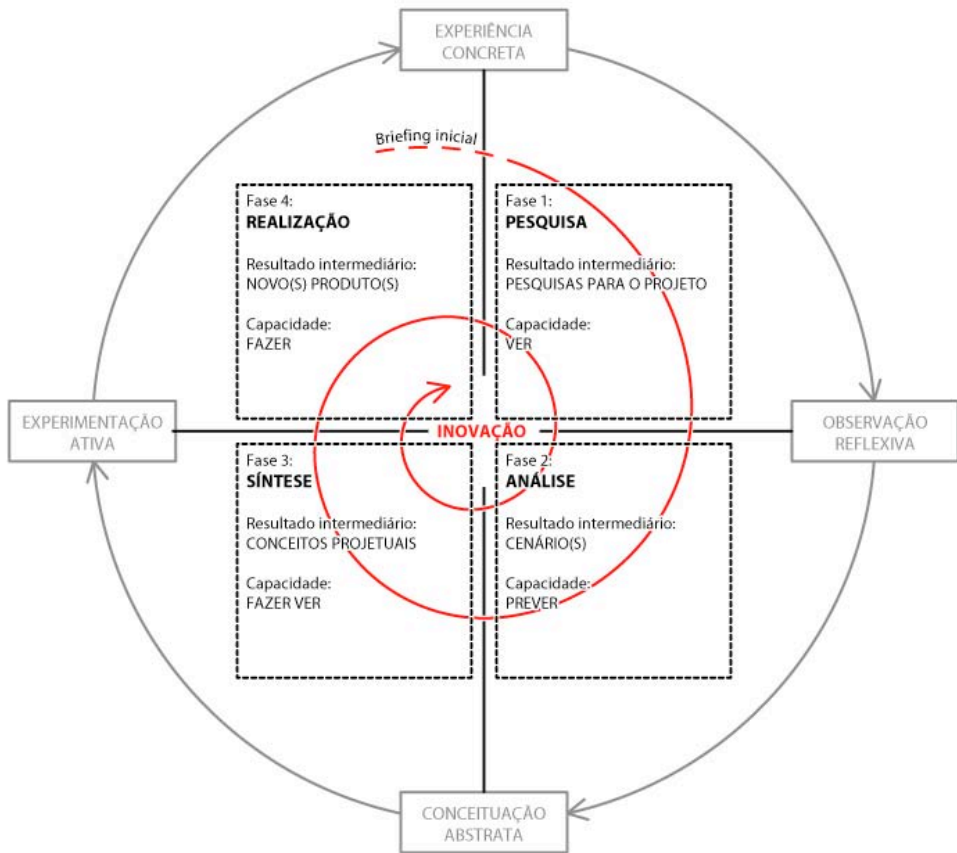 EXPERIÊNCIA
CONCRETA
Briefing inicial
Fase 4:
REALIZAÇÃO
Resultado intermediário:
NOVO(S) PRODUTO(S)
Capacidade:
FAZER
Fase 1:
PESQUISA
Resultado intermediário:
PESQUISAS PARA O PROJETO
Capacidade:
VER
EXPERIMENTAÇÃO
ATIVA
INOVAÇÃO
OBSERVAÇÃO
REFLEXIVA
Fase 3:
SÍNTESE
Resultado intermediário:
CONCEITOS PROJETUAIS
Capacidade:
FAZER VER
Fase 2:
ANÁLISE
Resultado intermediário:
CENÁRIO(S)
Capacidade:
PREVER
CONCEITUAÇÃO
ABSTRATA